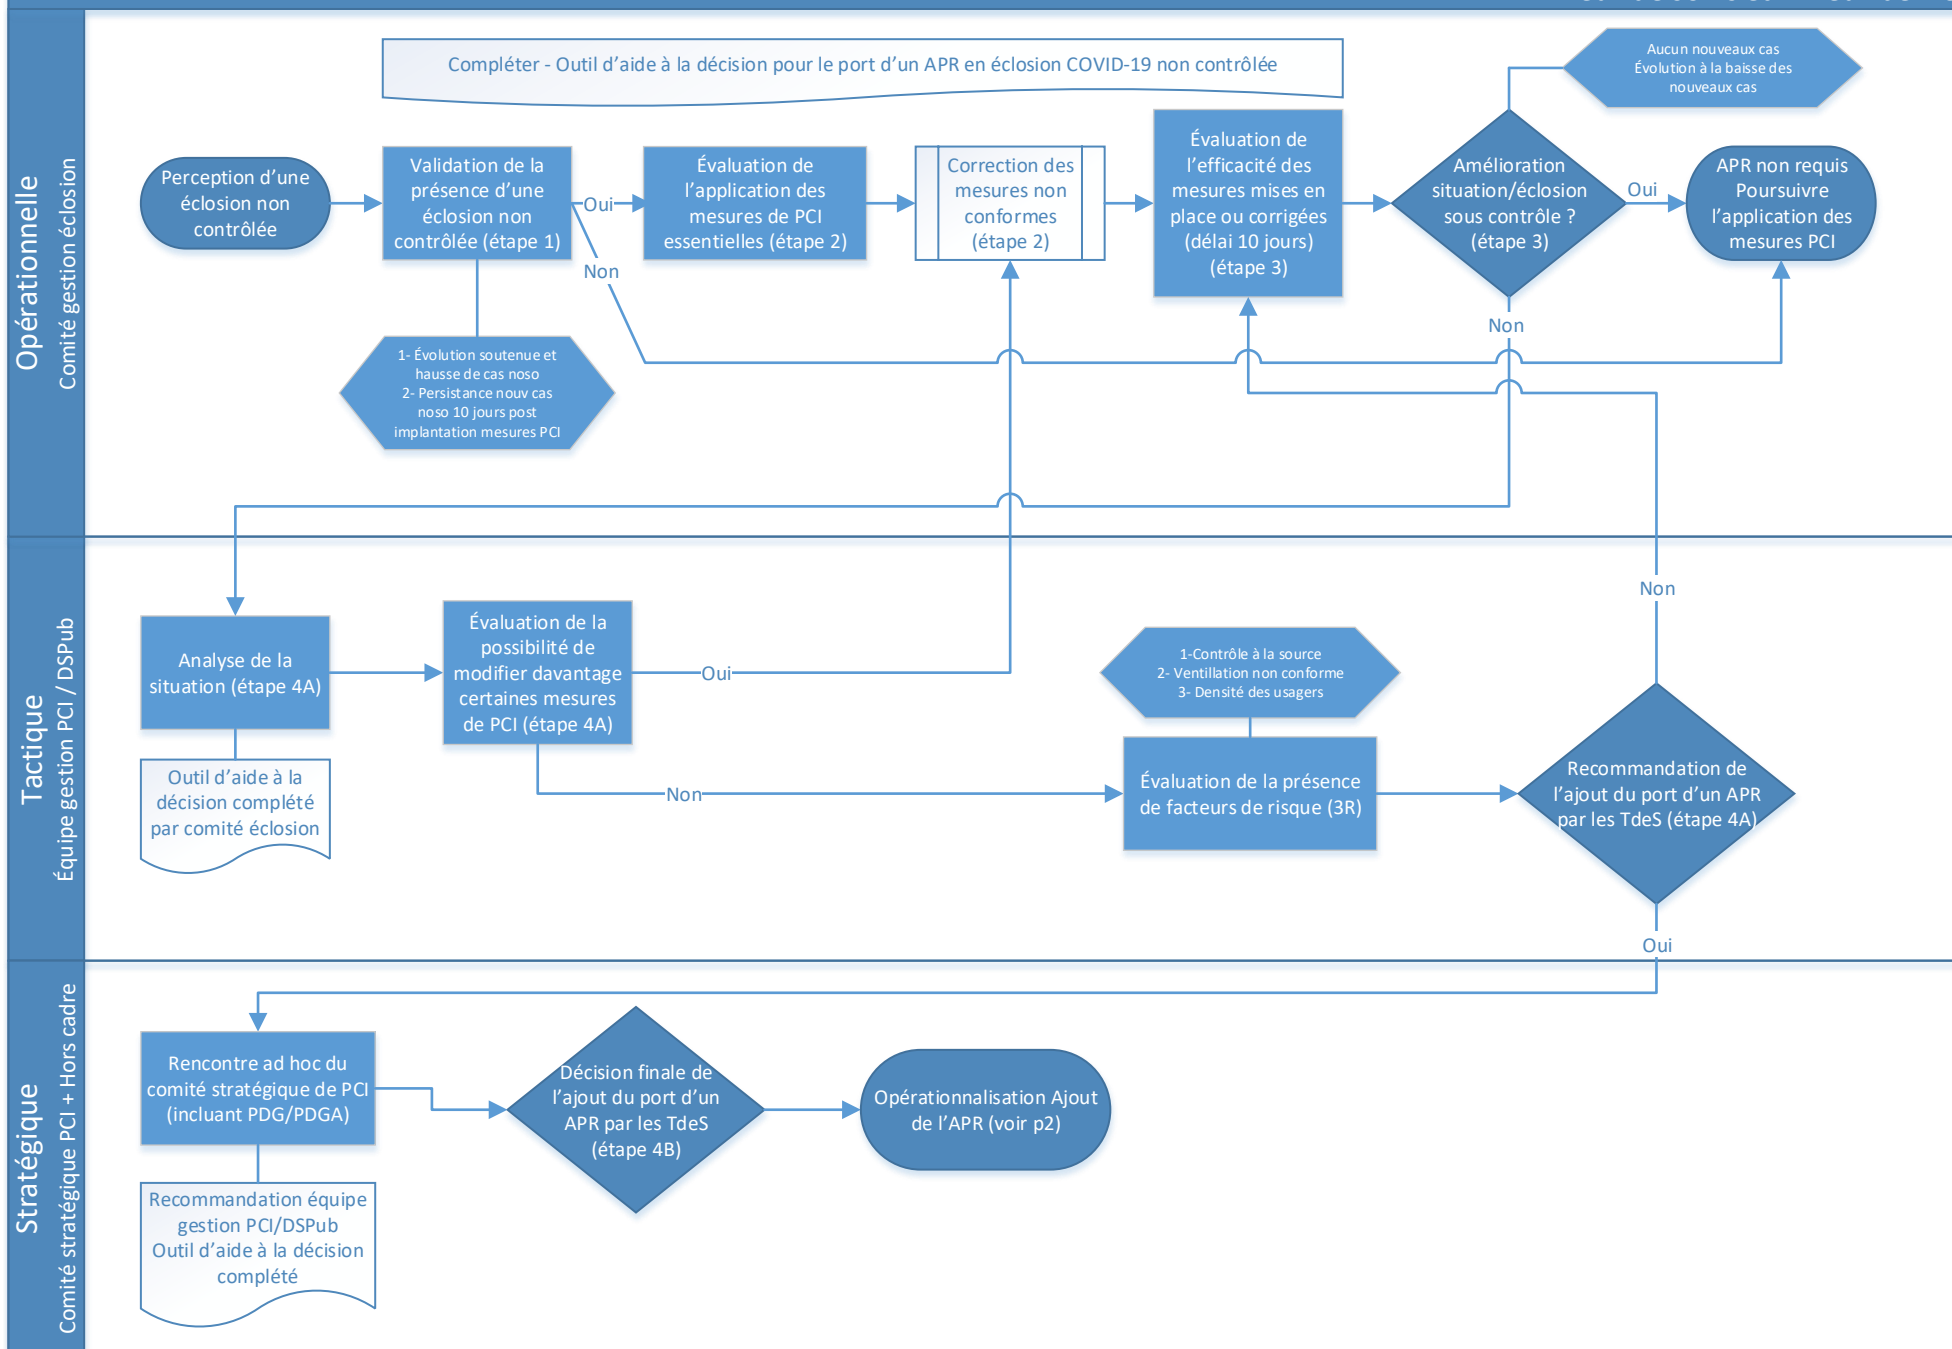 Opérationnelle
Comité gestion éclosion
Compléter - Outil d’aide à la décision pour le port d’un APR en éclosion COVID-19 non contrôlée
Aucun nouveaux cas
Évolution à la baisse des
nouveaux cas
Perception d’une
éclosion non
contrôlée
Validation de la
présence d’une
éclosion non
contrôlée (étape 1)
Oui
Non
Évaluation de
l’application des
mesures de PCI
essentielles (étape 2)
Correction des
mesures non
conformes
(étape 2)
Évaluation de
l’efficacité des
mesures mises en
place ou corrigées
(délai 10 jours)
(étape 3)
Amélioration
situation/éclosion
sous contrôle ?
(étape 3)
Oui
Non
APR non requis
Poursuivre
l’application des
mesures PCI
1- Évolution soutenue et
hausse de cas noso
2- Persistance nouv cas
noso 10 jours post
implantation mesures PCI
Tactique
Équipe gestion PCI / DSPub
Analyse de la
situation (étape 4A)
Outil d’aide à la
décision complété
par comité éclosion
Évaluation de la
possibilité de
modifier davantage
certaines mesures
de PCI (étape 4A)
Oui
Non
1-Contrôle à la source
2- Ventillation non conforme
3- Densité des usagers
Évaluation de la présence
de facteurs de risque (3R)
Non
Recommandation de
l’ajout du port d’un APR
par les TdeS (étape 4A)
Oui
Stratégique
Comité stratégique PCI + Hors cadre
Rencontre ad hoc du
comité stratégique de PCI
(incluant PDG/PDGA)
Recommandation équipe
gestion PCI/DSPub
Outil d’aide à la décision
complété
Décision finale de
l’ajout du port d’un
APR par les TdeS
(étape 4B)
Opérationnalisation Ajout
de l’APR (voir p2)